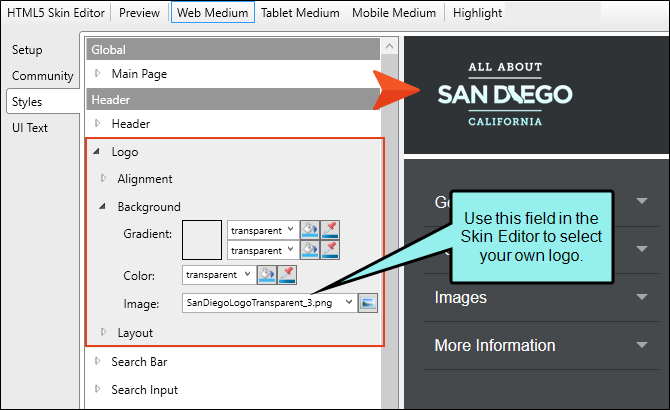 HTML5 Skin Editor Preview Web Medium Tablet Medium Mobile Medium Highlight
Setup
Community
Styles
UI Text
Global
Main Page
Header
Header
Logo
Alignment
Background
Gradient: transparent
transparent
Color: transparent
Image: SanDiegoLogoTransparent_3.png
Layout
Search Bar
Search Input
ALL ABOUT
SAN DIEGO
CALIFORNIA
Use this field in the
Skin Editor to select
your own logo.
Images
More Information